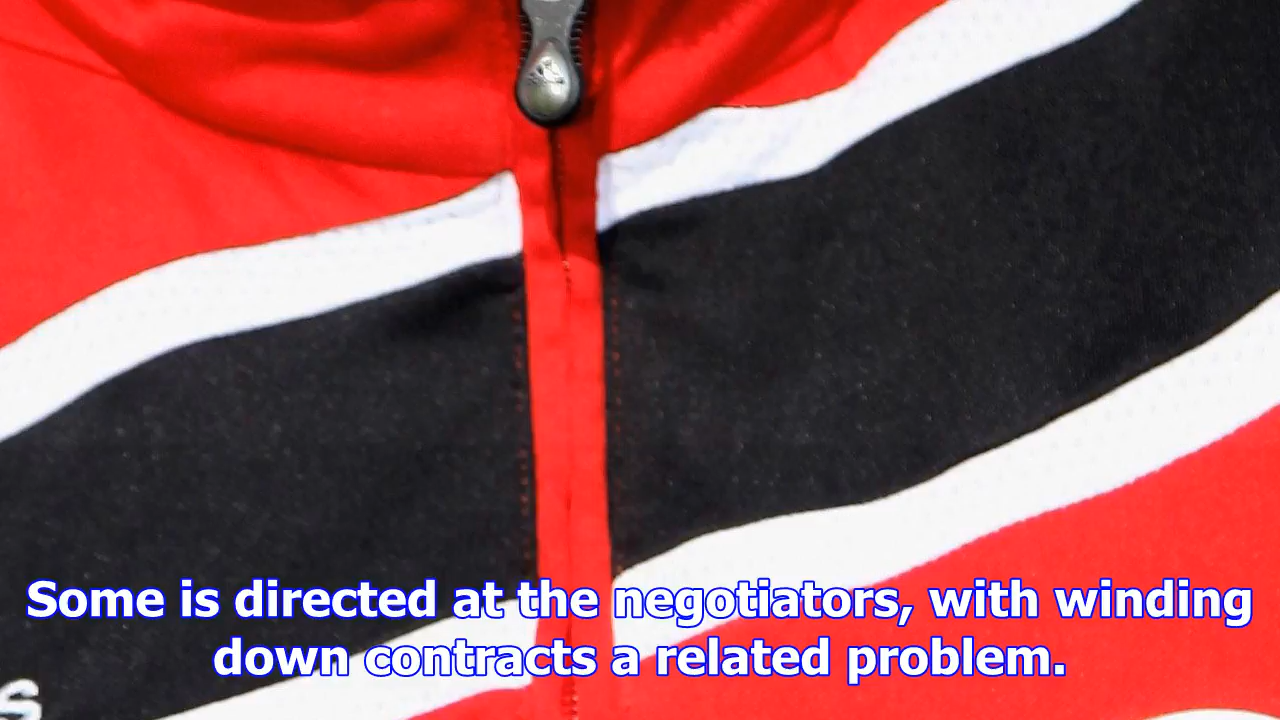 Some is directed at the negotiators, with winding
down contracts a related problem.
s